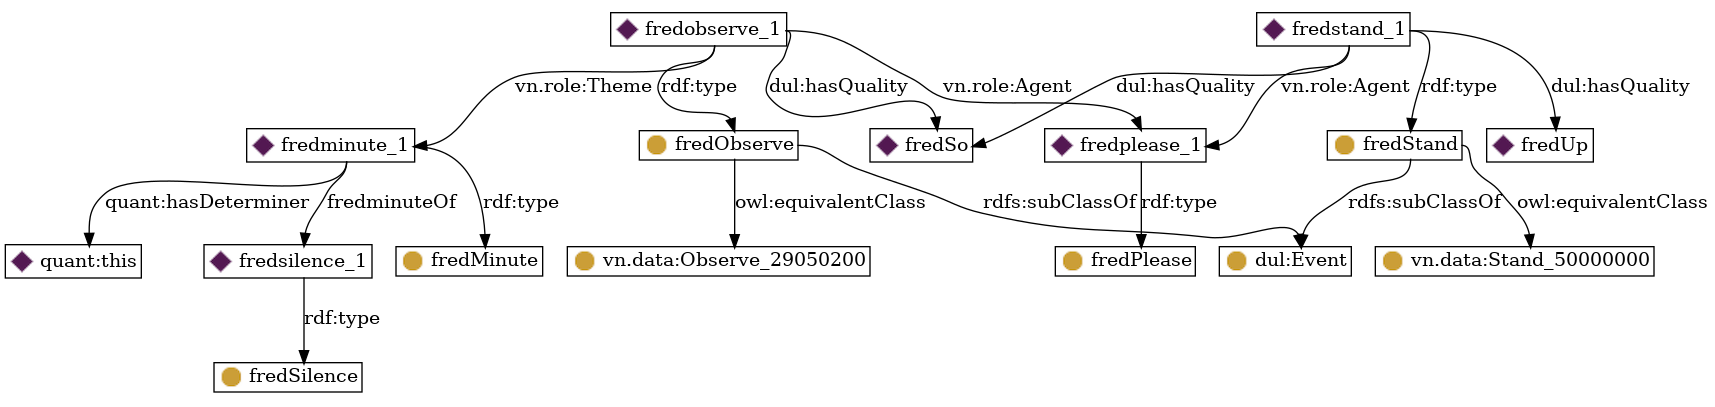 fredobserve_1
fredstand_1
vn.role:Theme
rdf:type
dul:hasQuality
vn.role:Agent
dul:hasQuality
vn.role:Agent
rdf:type
dul:hasQuality
fredminute_1
fredObserve
fredSo
fredplease_1
fredStand
fredUp
quant:hasDeterminer
fredminuteOf
rdf:type
owl:equivalentClass
rdfs:subClassOf
rdf:type
rdfs:subClassOf
owl:equivalentClass
quant:this
fredsilence_1
fredMinute
vn.data:Observe_29050200
fredPlease
dul:Event
vn.data:Stand_50000000
rdf:type
fredSilence